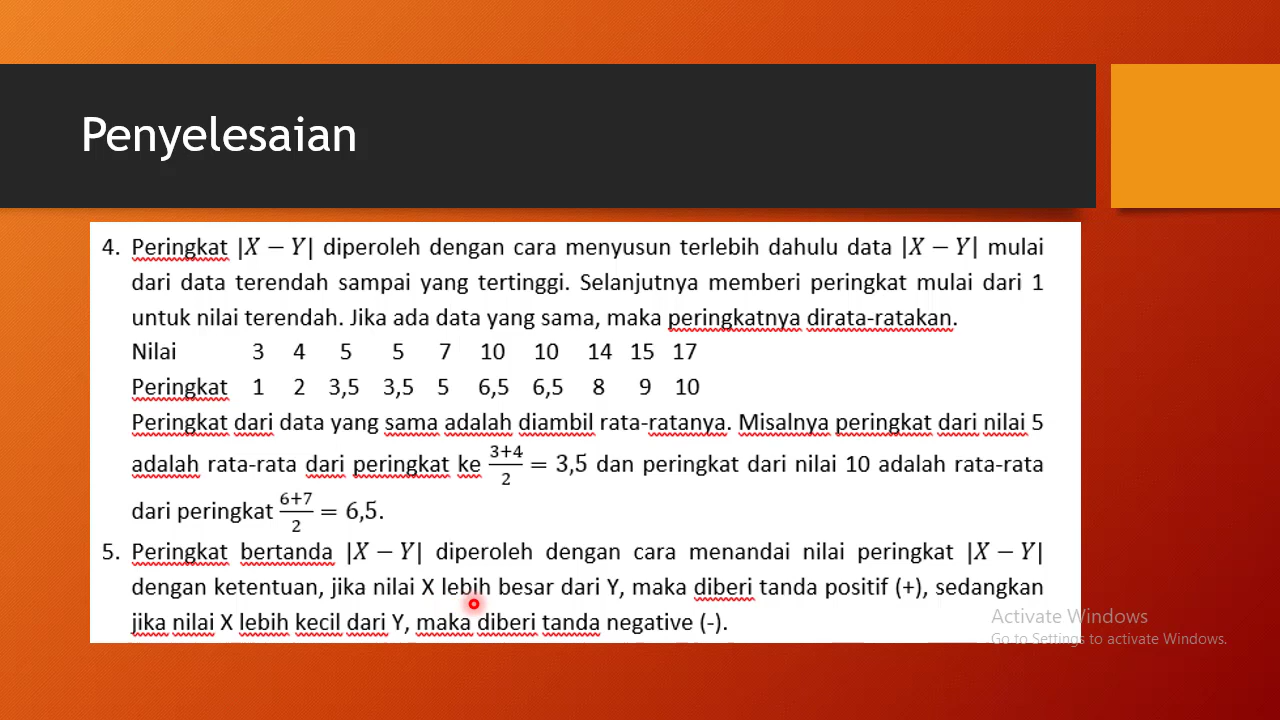 Penyelesaian
4. Peringkat |X − Y| diperoleh dengan cara menyusun terlebih dahulu data |X − Y| mulai
dari data terendah sampai yang tertinggi. Selanjutnya memberi peringkat mulai dari 1
untuk nilai terendah. Jika ada data yang sama, maka peringkatnya dirata-ratakan.
Nilai 3 4 5 5 7 10 10 14 15 17
Peringkat 1 2 3,5 3,5 5 6,5 6,5 8 9 10
Peringkat dari data yang sama adalah diambil rata-ratanya. Misalnya peringkat dari nilai 5
adalah rata-rata dari peringkat ke (3+4)/2 = 3,5 dan peringkat dari nilai 10 adalah rata-rata
dari peringkat (6+7)/2 = 6,5.
5. Peringkat bertanda |X − Y| diperoleh dengan cara menandai nilai peringkat |X − Y|
dengan ketentuan, jika nilai X lebih besar dari Y, maka diberi tanda positif (+), sedangkan
jika nilai X lebih kecil dari Y, maka diberi tanda negative (-).
Activate Windows
Go to Settings to activate Windows.